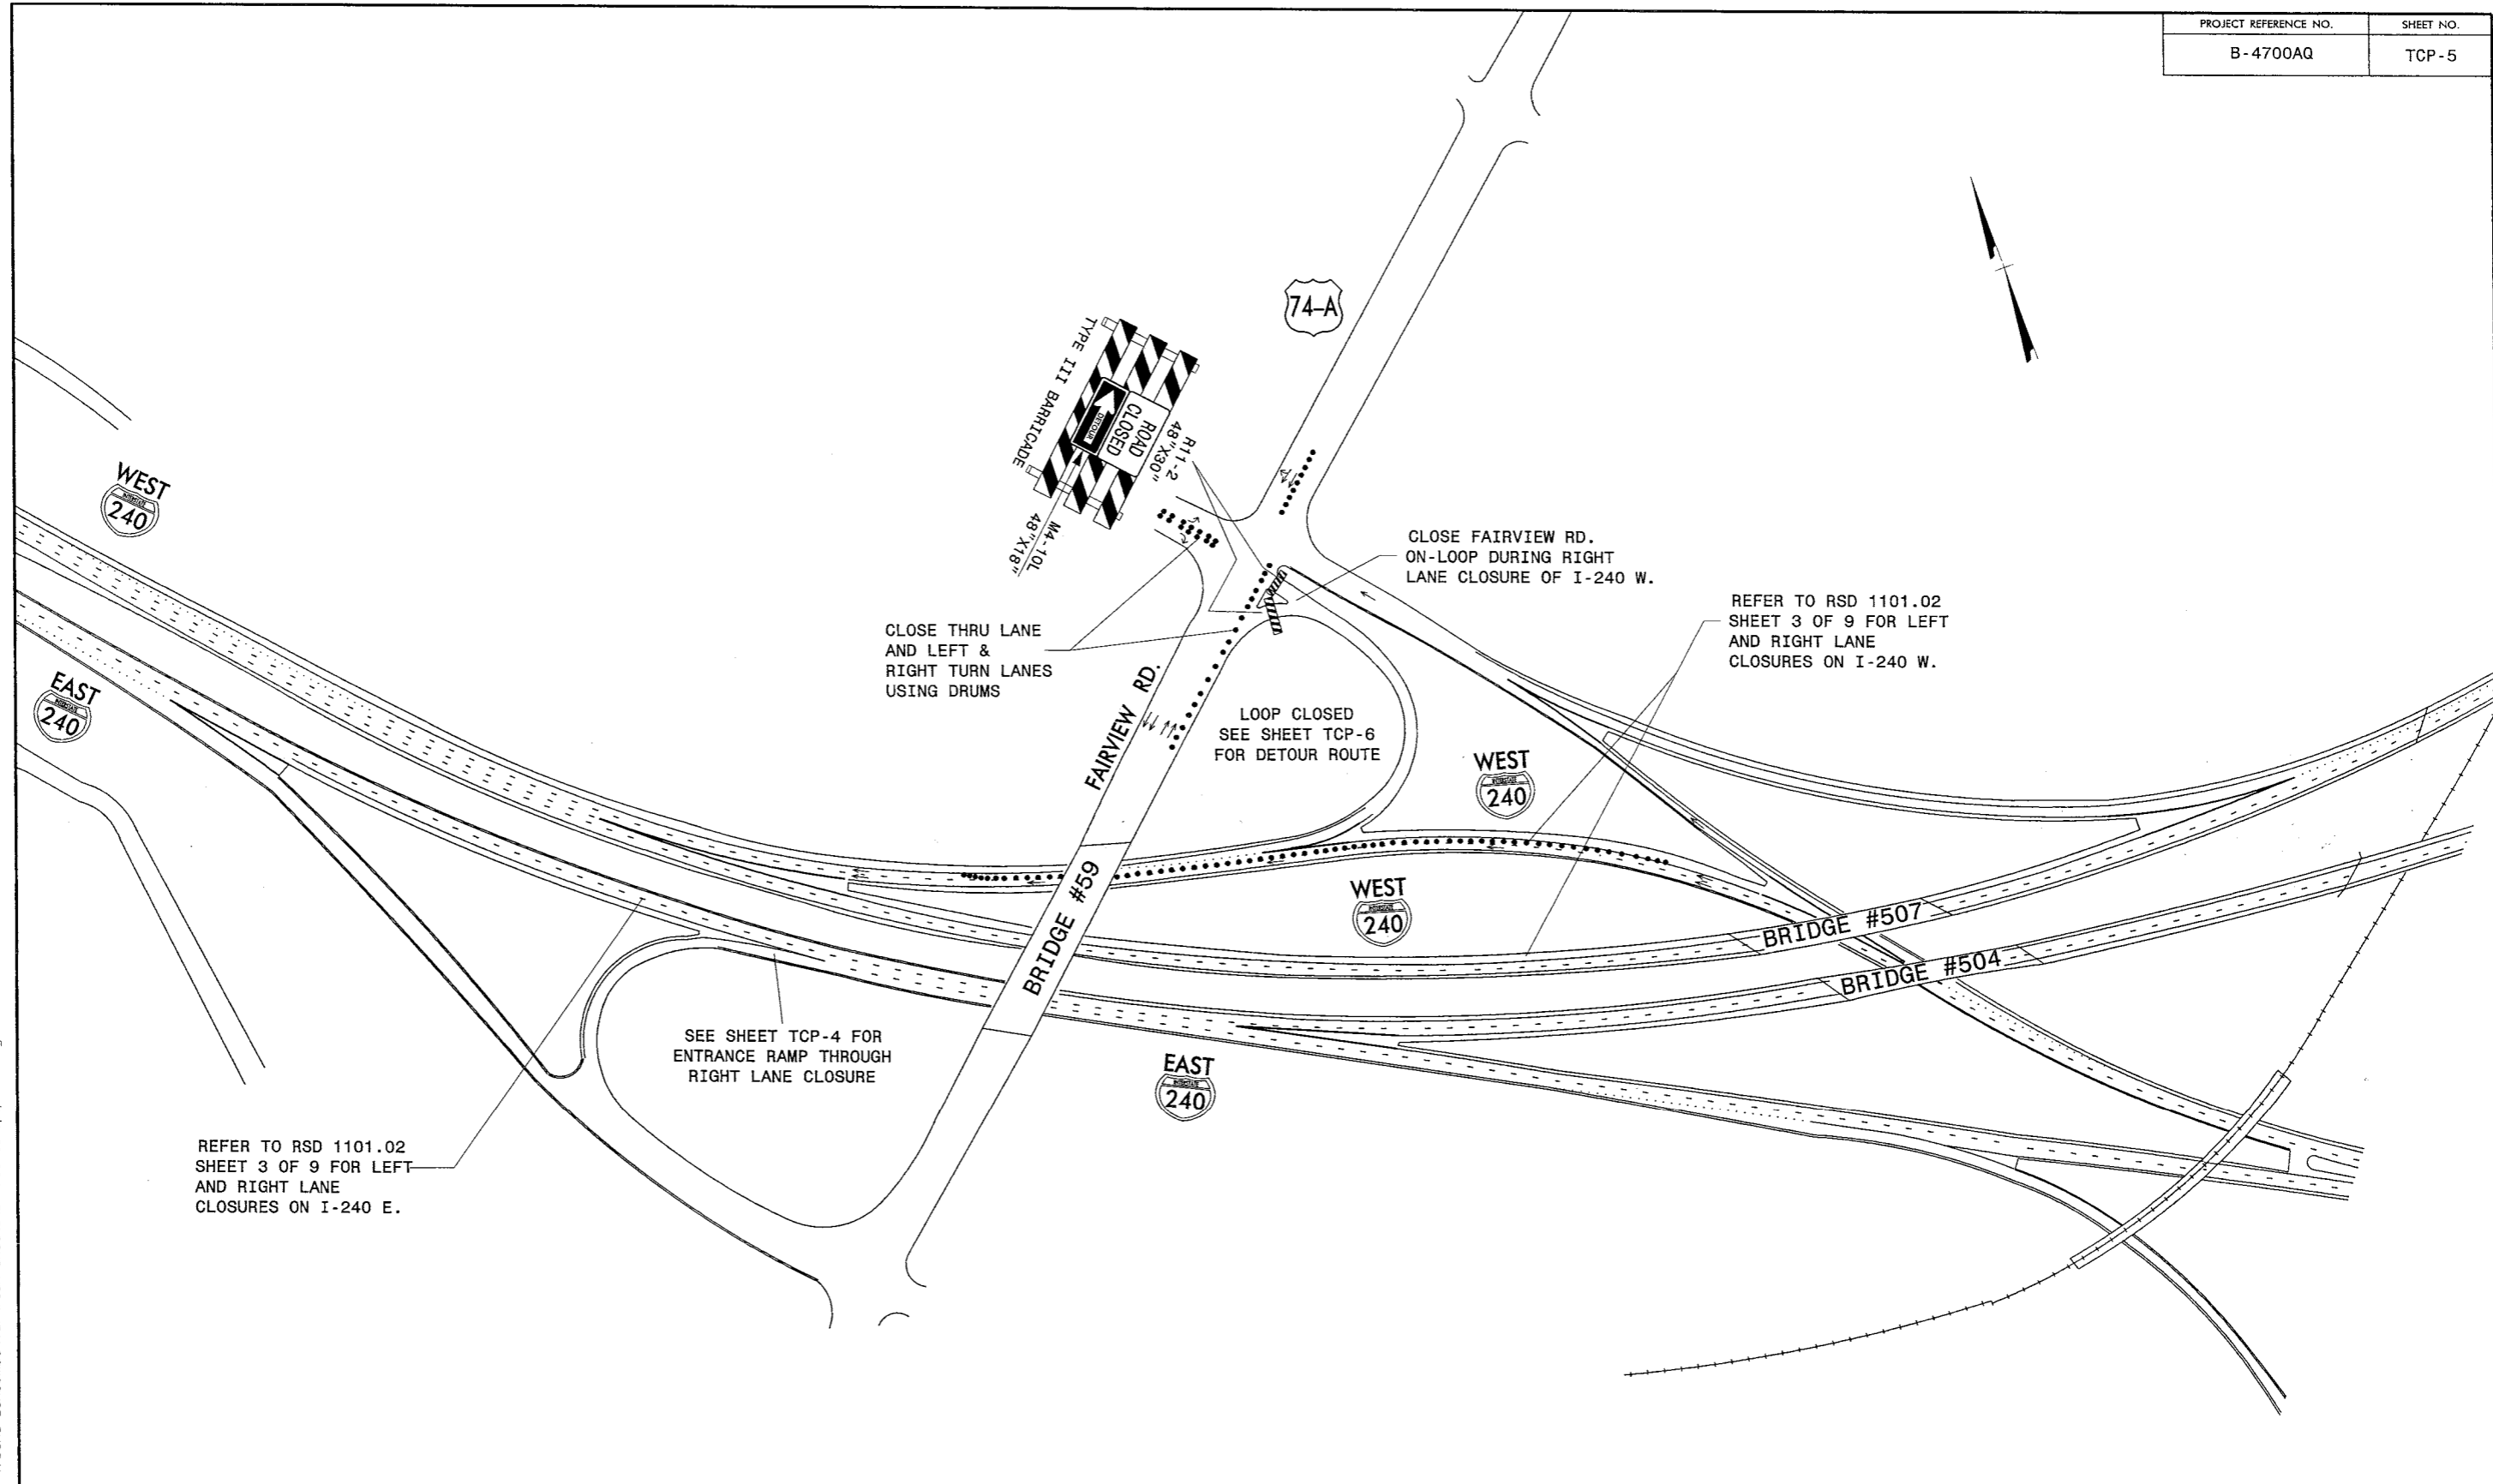 PROJECT REFERENCE NO.
SHEET NO.
B-4700AQ
TCP-5
74-A
TYPE III BARRICADE
ROAD
CLOSED
DETOUR
R11-2
48"X30"
M4-10L
48"X18"
WEST
240
CLOSE FAIRVIEW RD.
ON-LOOP DURING RIGHT
LANE CLOSURE OF I-240 W.
REFER TO RSD 1101.02
SHEET 3 OF 9 FOR LEFT
AND RIGHT LANE
CLOSURES ON I-240 W.
CLOSE THRU LANE
AND LEFT &
RIGHT TURN LANES
USING DRUMS
EAST
240
FAIRVIEW RD.
LOOP CLOSED
SEE SHEET TCP-6
FOR DETOUR ROUTE
WEST
240
WEST
240
BRIDGE #59
BRIDGE #507
BRIDGE #504
SEE SHEET TCP-4 FOR
ENTRANCE RAMP THROUGH
RIGHT LANE CLOSURE
EAST
240
REFER TO RSD 1101.02
SHEET 3 OF 9 FOR LEFT
AND RIGHT LANE
CLOSURES ON I-240 E.